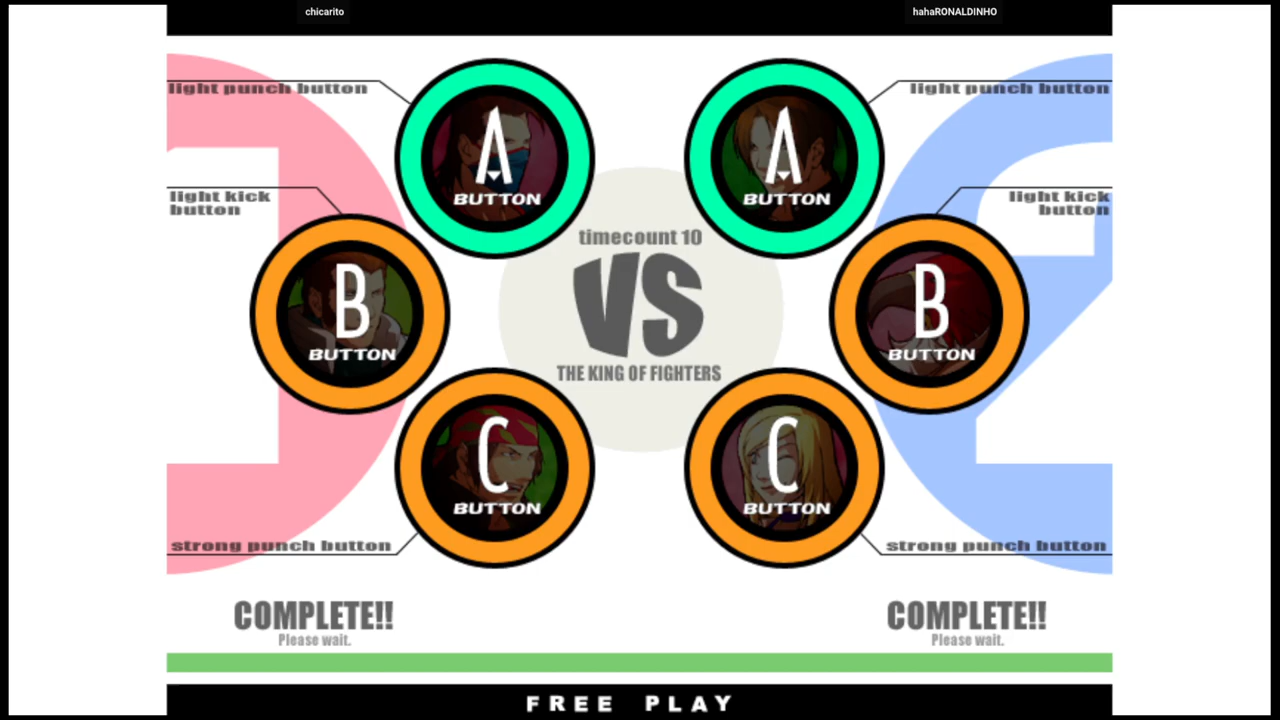 chicarito
hahaRONALDINHO
light punch button
A
BUTTON
A
BUTTON
light punch button
light kick
button
B
BUTTON
timecount 10
VS
THE KING OF FIGHTERS
light kick
button
B
BUTTON
C
BUTTON
C
BUTTON
strong punch button
strong punch button
COMPLETE!!
Please wait.
COMPLETE!!
Please wait.
FREE PLAY
1
2